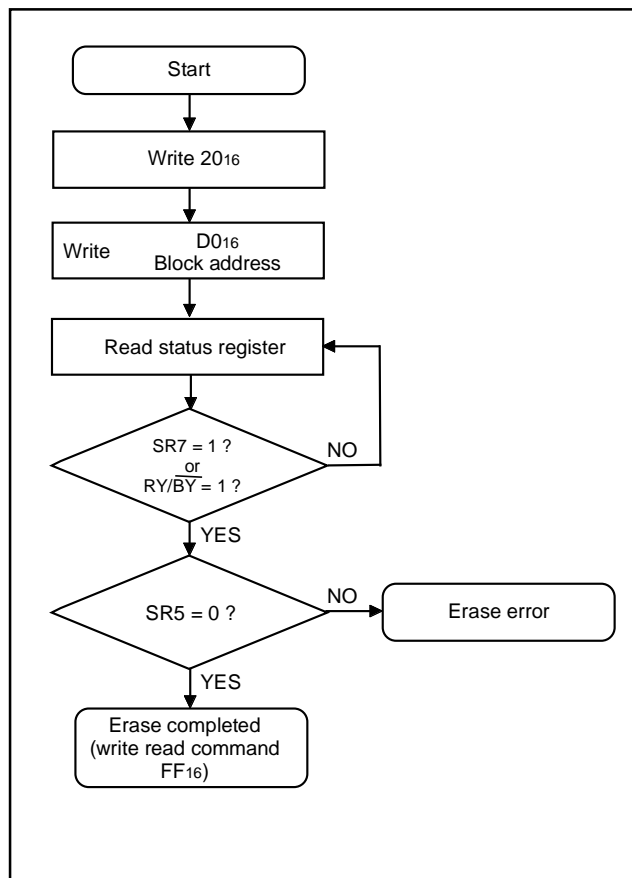 Start
Write 20₁₆
D0₁₆
Write
Block address
Read status register
SR7 = 1 ?
or
RY/B̅Y̅ = 1 ?
NO
YES
SR5 = 0 ?
NO
Erase error
YES
Erase completed
(write read command
FF₁₆)